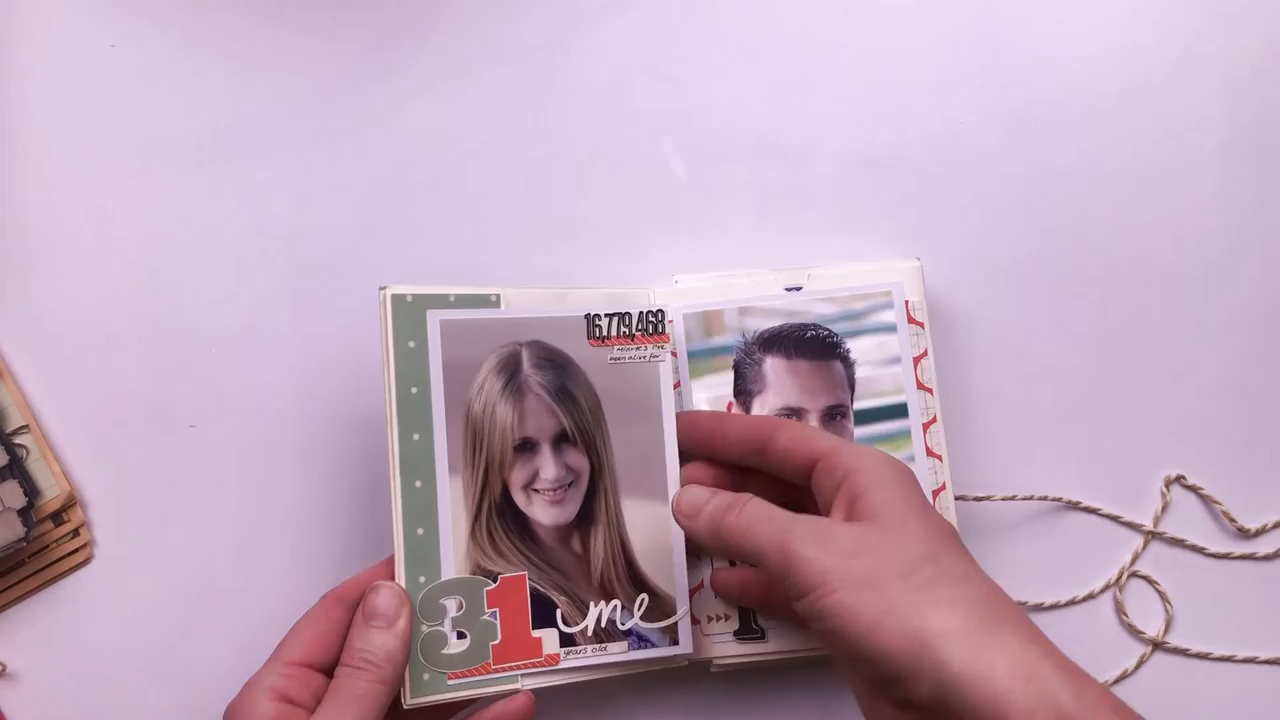 16,779,468
minutes I've
been alive for
31 me
years old